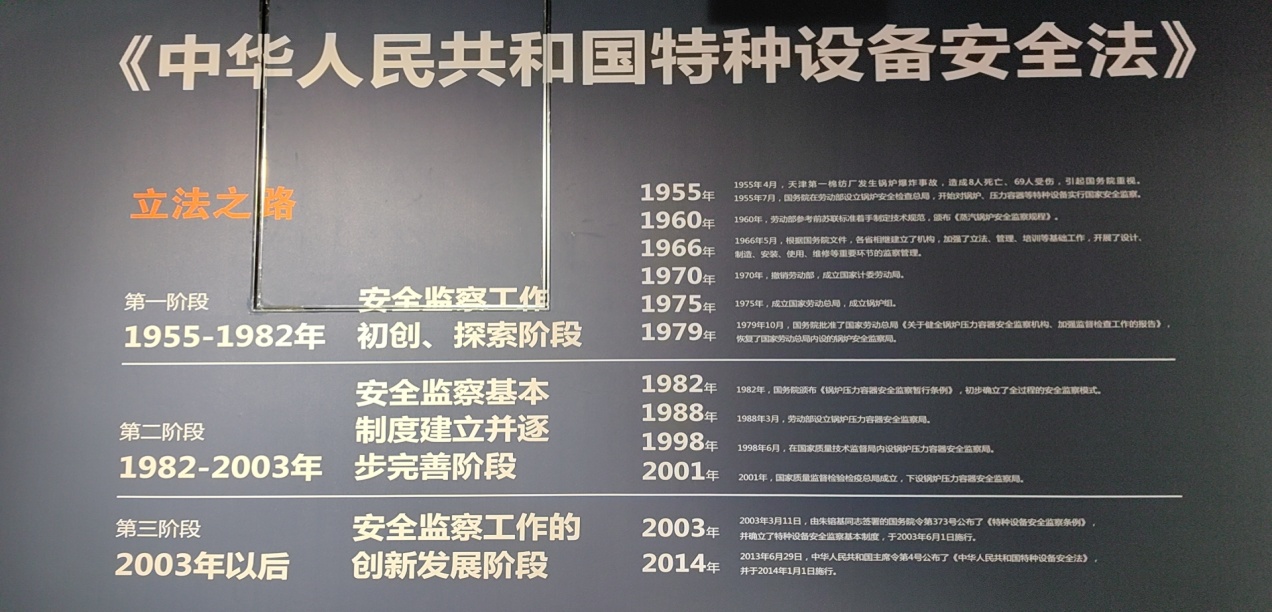 《中华人民共和国特种设备安全法》
立法之路
第一阶段
1955-1982年
安全监察工作
初创、探索阶段
1955年
1955年4月，天津第一棉纺厂发生锅炉爆炸事故，造成8人死亡、69人受伤，引起国务院重视。
1955年7月，国务院在劳动部设立锅炉安全检查总局，开始对锅炉、压力容器等特种设备实行国家安全监察。
1960年
1960年，劳动部参考前苏联标准着手制定技术规范，颁布《蒸汽锅炉安全监察规程》。
1966年
1966年5月，根据国务院文件，各省相继建立了机构，加强了立法、管理、培训等基础工作，开展了设计、
制造、安装、使用、维修等重要环节的监察管理。
1970年
1970年，撤销劳动部，成立国家计委劳动局。
1975年
1975年，成立国家劳动总局，成立锅炉组。
1979年
1979年10月，国务院批准了国家劳动总局《关于健全锅炉压力容器安全监察机构、加强监督检查工作的报告》，
恢复了国家劳动总局内设的锅炉安全监察局。
第二阶段
1982-2003年
安全监察基本
制度建立并逐
步完善阶段
1982年
1982年，国务院颁布《锅炉压力容器安全监察暂行条例》，初步确立了全过程的安全监察模式。
1988年
1988年3月，劳动部设立锅炉压力容器安全监察局。
1998年
1998年6月，在国家质量技术监督局内设锅炉压力容器安全监察局。
2001年
2001年，国家质量监督检验检疫总局成立，下设锅炉压力容器安全监察局。
第三阶段
2003年以后
安全监察工作的
创新发展阶段
2003年
2003年3月11日，由朱镕基同志签署的国务院令第373号公布了《特种设备安全监察条例》，
并确立了特种设备安全监察基本制度，于2003年6月1日施行。
2014年
2013年6月29日，中华人民共和国主席令第4号公布了《中华人民共和国特种设备安全法》，
并于2014年1月1日施行。